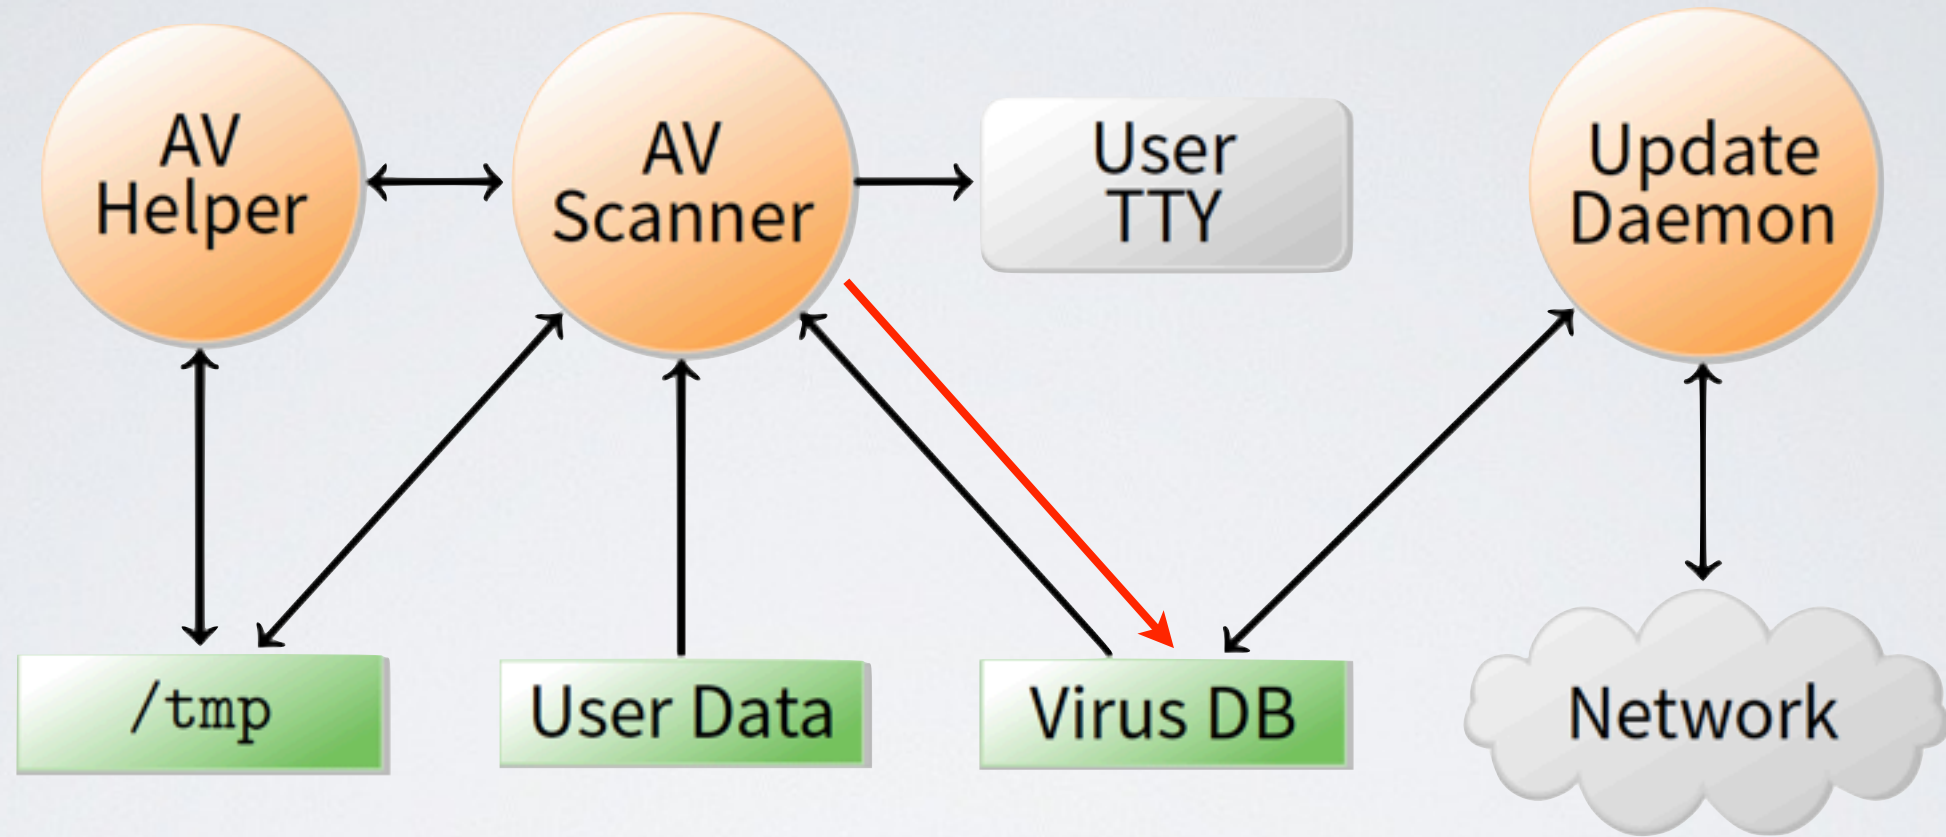 AV
Helper
AV
Scanner
User
TTY
Update
Daemon
/tmp
User Data
Virus DB
Network